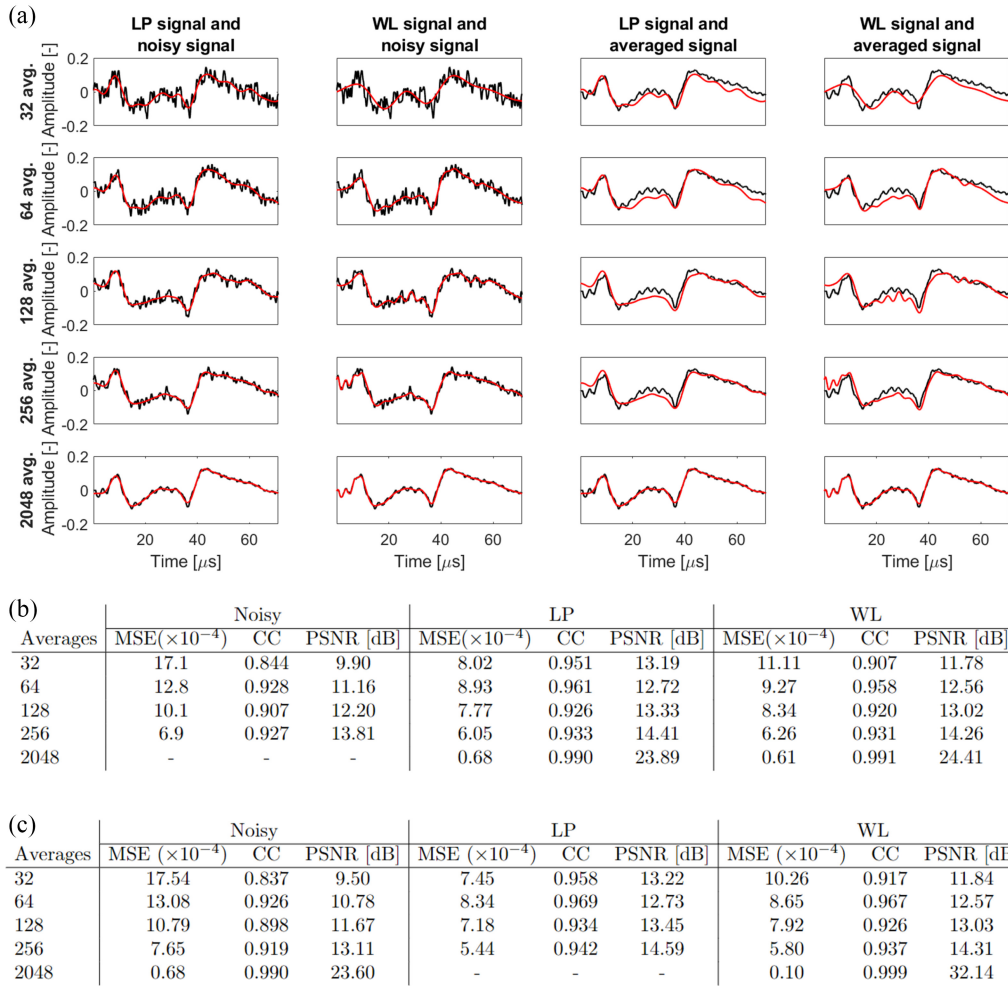 (a)
LP signal and noisy signal
WL signal and noisy signal
LP signal and averaged signal
WL signal and averaged signal
32 avg.
Amplitude [-]
0.2
0
-0.2
64 avg.
Amplitude [-]
0.2
0
-0.2
128 avg.
Amplitude [-]
0.2
0
-0.2
256 avg.
Amplitude [-]
0.2
0
-0.2
2048 avg.
Amplitude [-]
0.2
0
-0.2
20 40 60 20 40 60 20 40 60 20 40 60
Time [μs] Time [μs] Time [μs] Time [μs]
(b)
Noisy LP WL
Averages MSE(×10⁻⁴) CC PSNR [dB] MSE(×10⁻⁴) CC PSNR [dB] MSE(×10⁻⁴) CC PSNR [dB]
32 17.1 0.844 9.90 8.02 0.951 13.19 11.11 0.907 11.78
64 12.8 0.928 11.16 8.93 0.961 12.72 9.27 0.958 12.56
128 10.1 0.907 12.20 7.77 0.926 13.33 8.34 0.920 13.02
256 6.9 0.927 13.81 6.05 0.933 14.41 6.26 0.931 14.26
2048 - - - 0.68 0.990 23.89 0.61 0.991 24.41
(c)
Noisy LP WL
Averages MSE (×10⁻⁴) CC PSNR [dB] MSE (×10⁻⁴) CC PSNR [dB] MSE (×10⁻⁴) CC PSNR [dB
32 17.54 0.837 9.50 7.45 0.958 13.22 10.26 0.917 11.84
64 13.08 0.926 10.78 8.34 0.969 12.73 8.65 0.967 12.57
128 10.79 0.898 11.67 7.18 0.934 13.45 7.92 0.926 13.03
256 7.65 0.919 13.11 5.44 0.942 14.59 5.80 0.937 14.31
2048 0.68 0.990 23.60 - - - 0.10 0.999 32.14